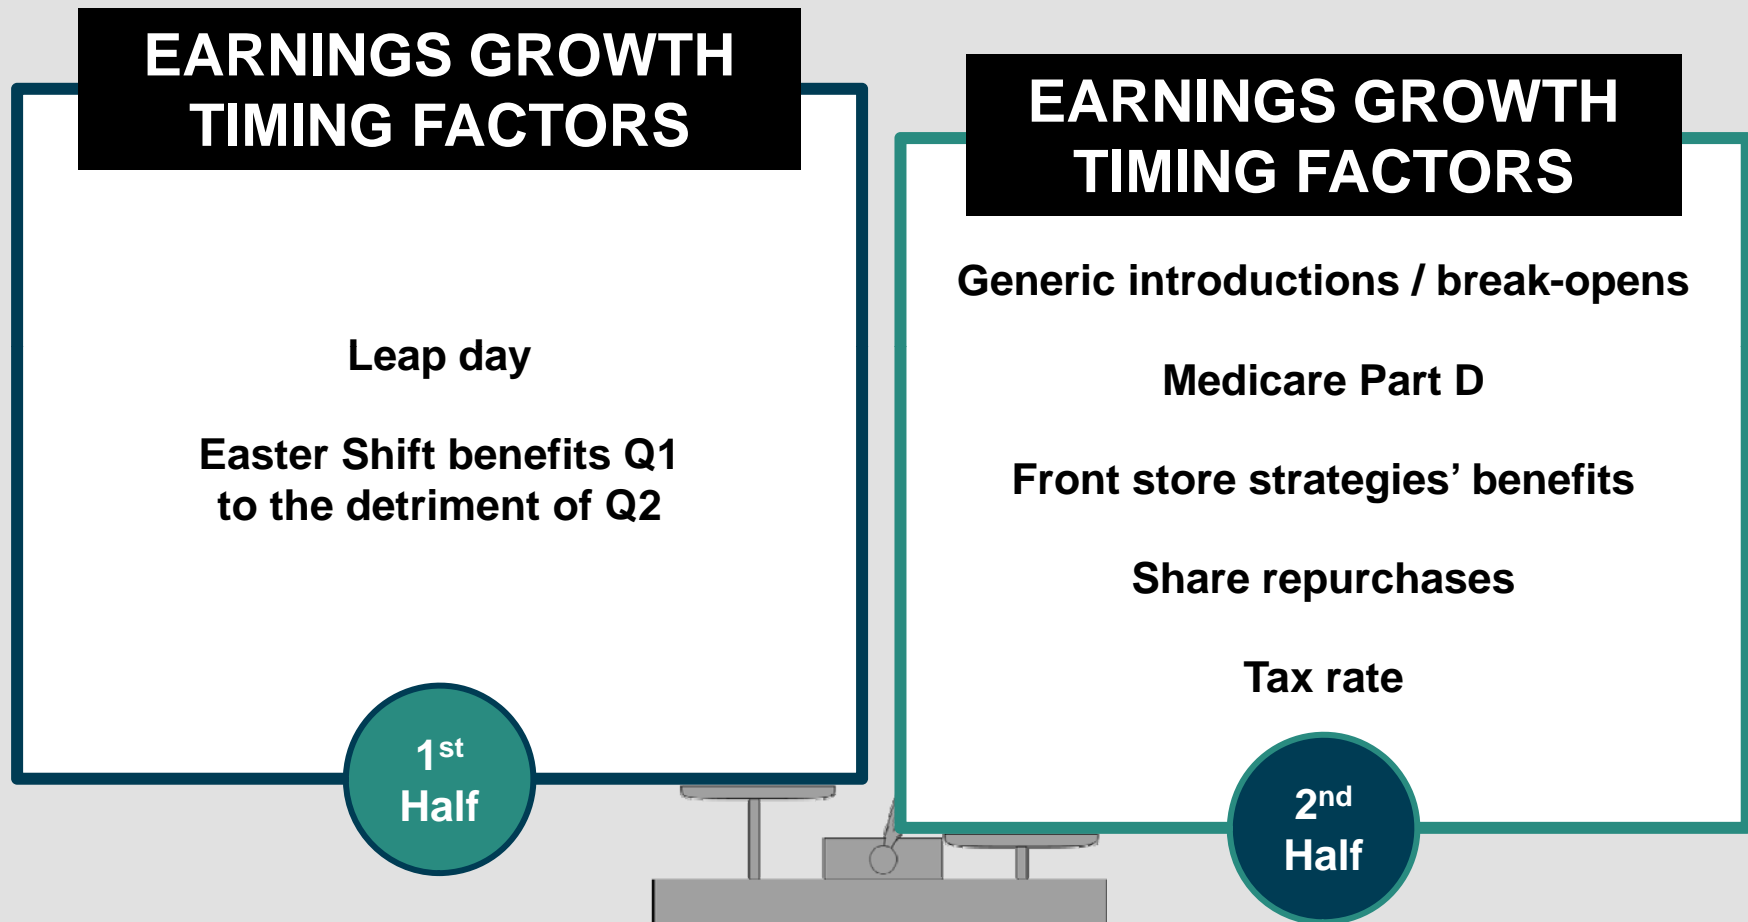 EARNINGS GROWTH
TIMING FACTORS
Leap day
Easter Shift benefits Q1
to the detriment of Q2
1st
Half
EARNINGS GROWTH
TIMING FACTORS
Generic introductions / break-opens
Medicare Part D
Front store strategies’ benefits
Share repurchases
Tax rate
2nd
Half